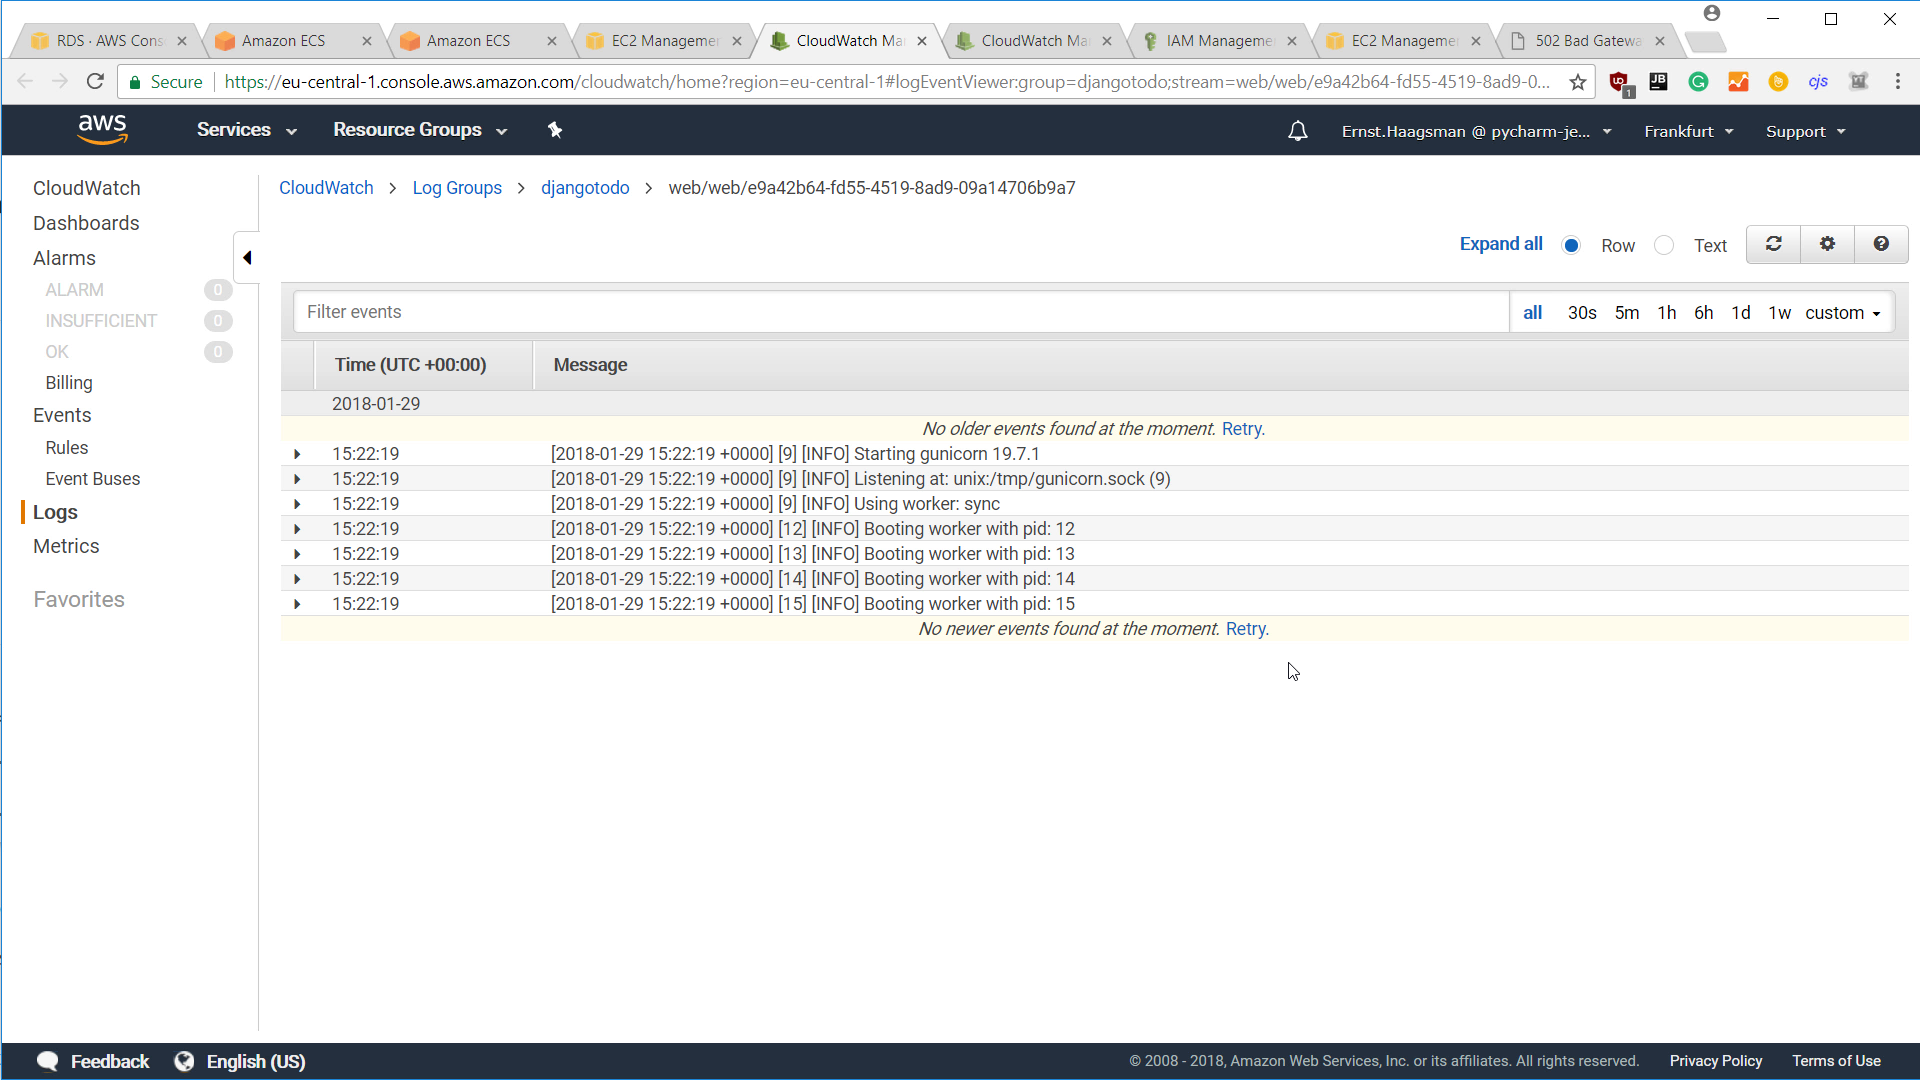 RDS · AWS Cons
Amazon ECS
Amazon ECS
EC2 Managemen
CloudWatch Ma
CloudWatch Ma
IAM Manageme
EC2 Managemen
502 Bad Gatewa
Secure
https://eu-central-1.console.aws.amazon.com/cloudwatch/home?region=eu-central-1#logEventViewer:group=djangotodo;stream=web/web/e9a42b64-fd55-4519-8ad9-0...
1
JB
cjs
aws
Services
Resource Groups
Ernst.Haagsman @ pycharm-je...
Frankfurt
Support
CloudWatch
Dashboards
Alarms
ALARM 0
INSUFFICIENT 0
OK 0
Billing
Events
Rules
Event Buses
Logs
Metrics
Favorites
CloudWatch > Log Groups > djangotodo > web/web/e9a42b64-fd55-4519-8ad9-09a14706b9a7
Expand all Row Text
Filter events
all 30s 5m 1h 6h 1d 1w custom
Time (UTC +00:00) Message
2018-01-29
No older events found at the moment. Retry.
15:22:19 [2018-01-29 15:22:19 +0000] [9] [INFO] Starting gunicorn 19.7.1
15:22:19 [2018-01-29 15:22:19 +0000] [9] [INFO] Listening at: unix:/tmp/gunicorn.sock (9)
15:22:19 [2018-01-29 15:22:19 +0000] [9] [INFO] Using worker: sync
15:22:19 [2018-01-29 15:22:19 +0000] [12] [INFO] Booting worker with pid: 12
15:22:19 [2018-01-29 15:22:19 +0000] [13] [INFO] Booting worker with pid: 13
15:22:19 [2018-01-29 15:22:19 +0000] [14] [INFO] Booting worker with pid: 14
15:22:19 [2018-01-29 15:22:19 +0000] [15] [INFO] Booting worker with pid: 15
No newer events found at the moment. Retry.
Feedback
English (US)
© 2008 - 2018, Amazon Web Services, Inc. or its affiliates. All rights reserved.
Privacy Policy
Terms of Use